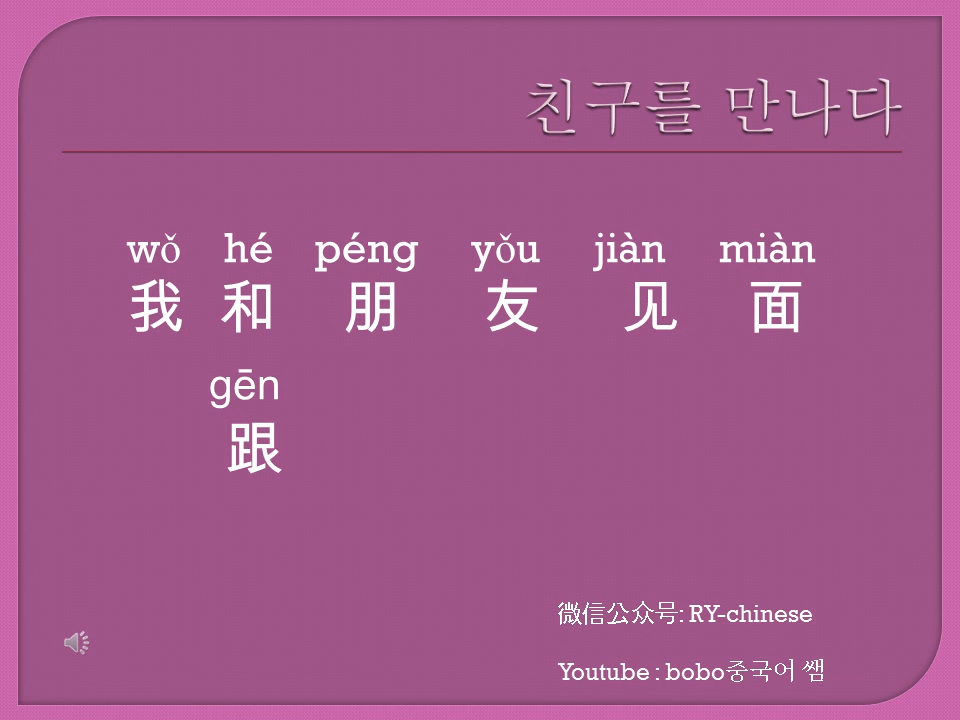 친구를 만나다
wǒ hé péng yǒu jiàn miàn
我 和 朋 友 见 面
gēn
跟
微信公众号: RY-chinese
Youtube : bobo중국어 쌤